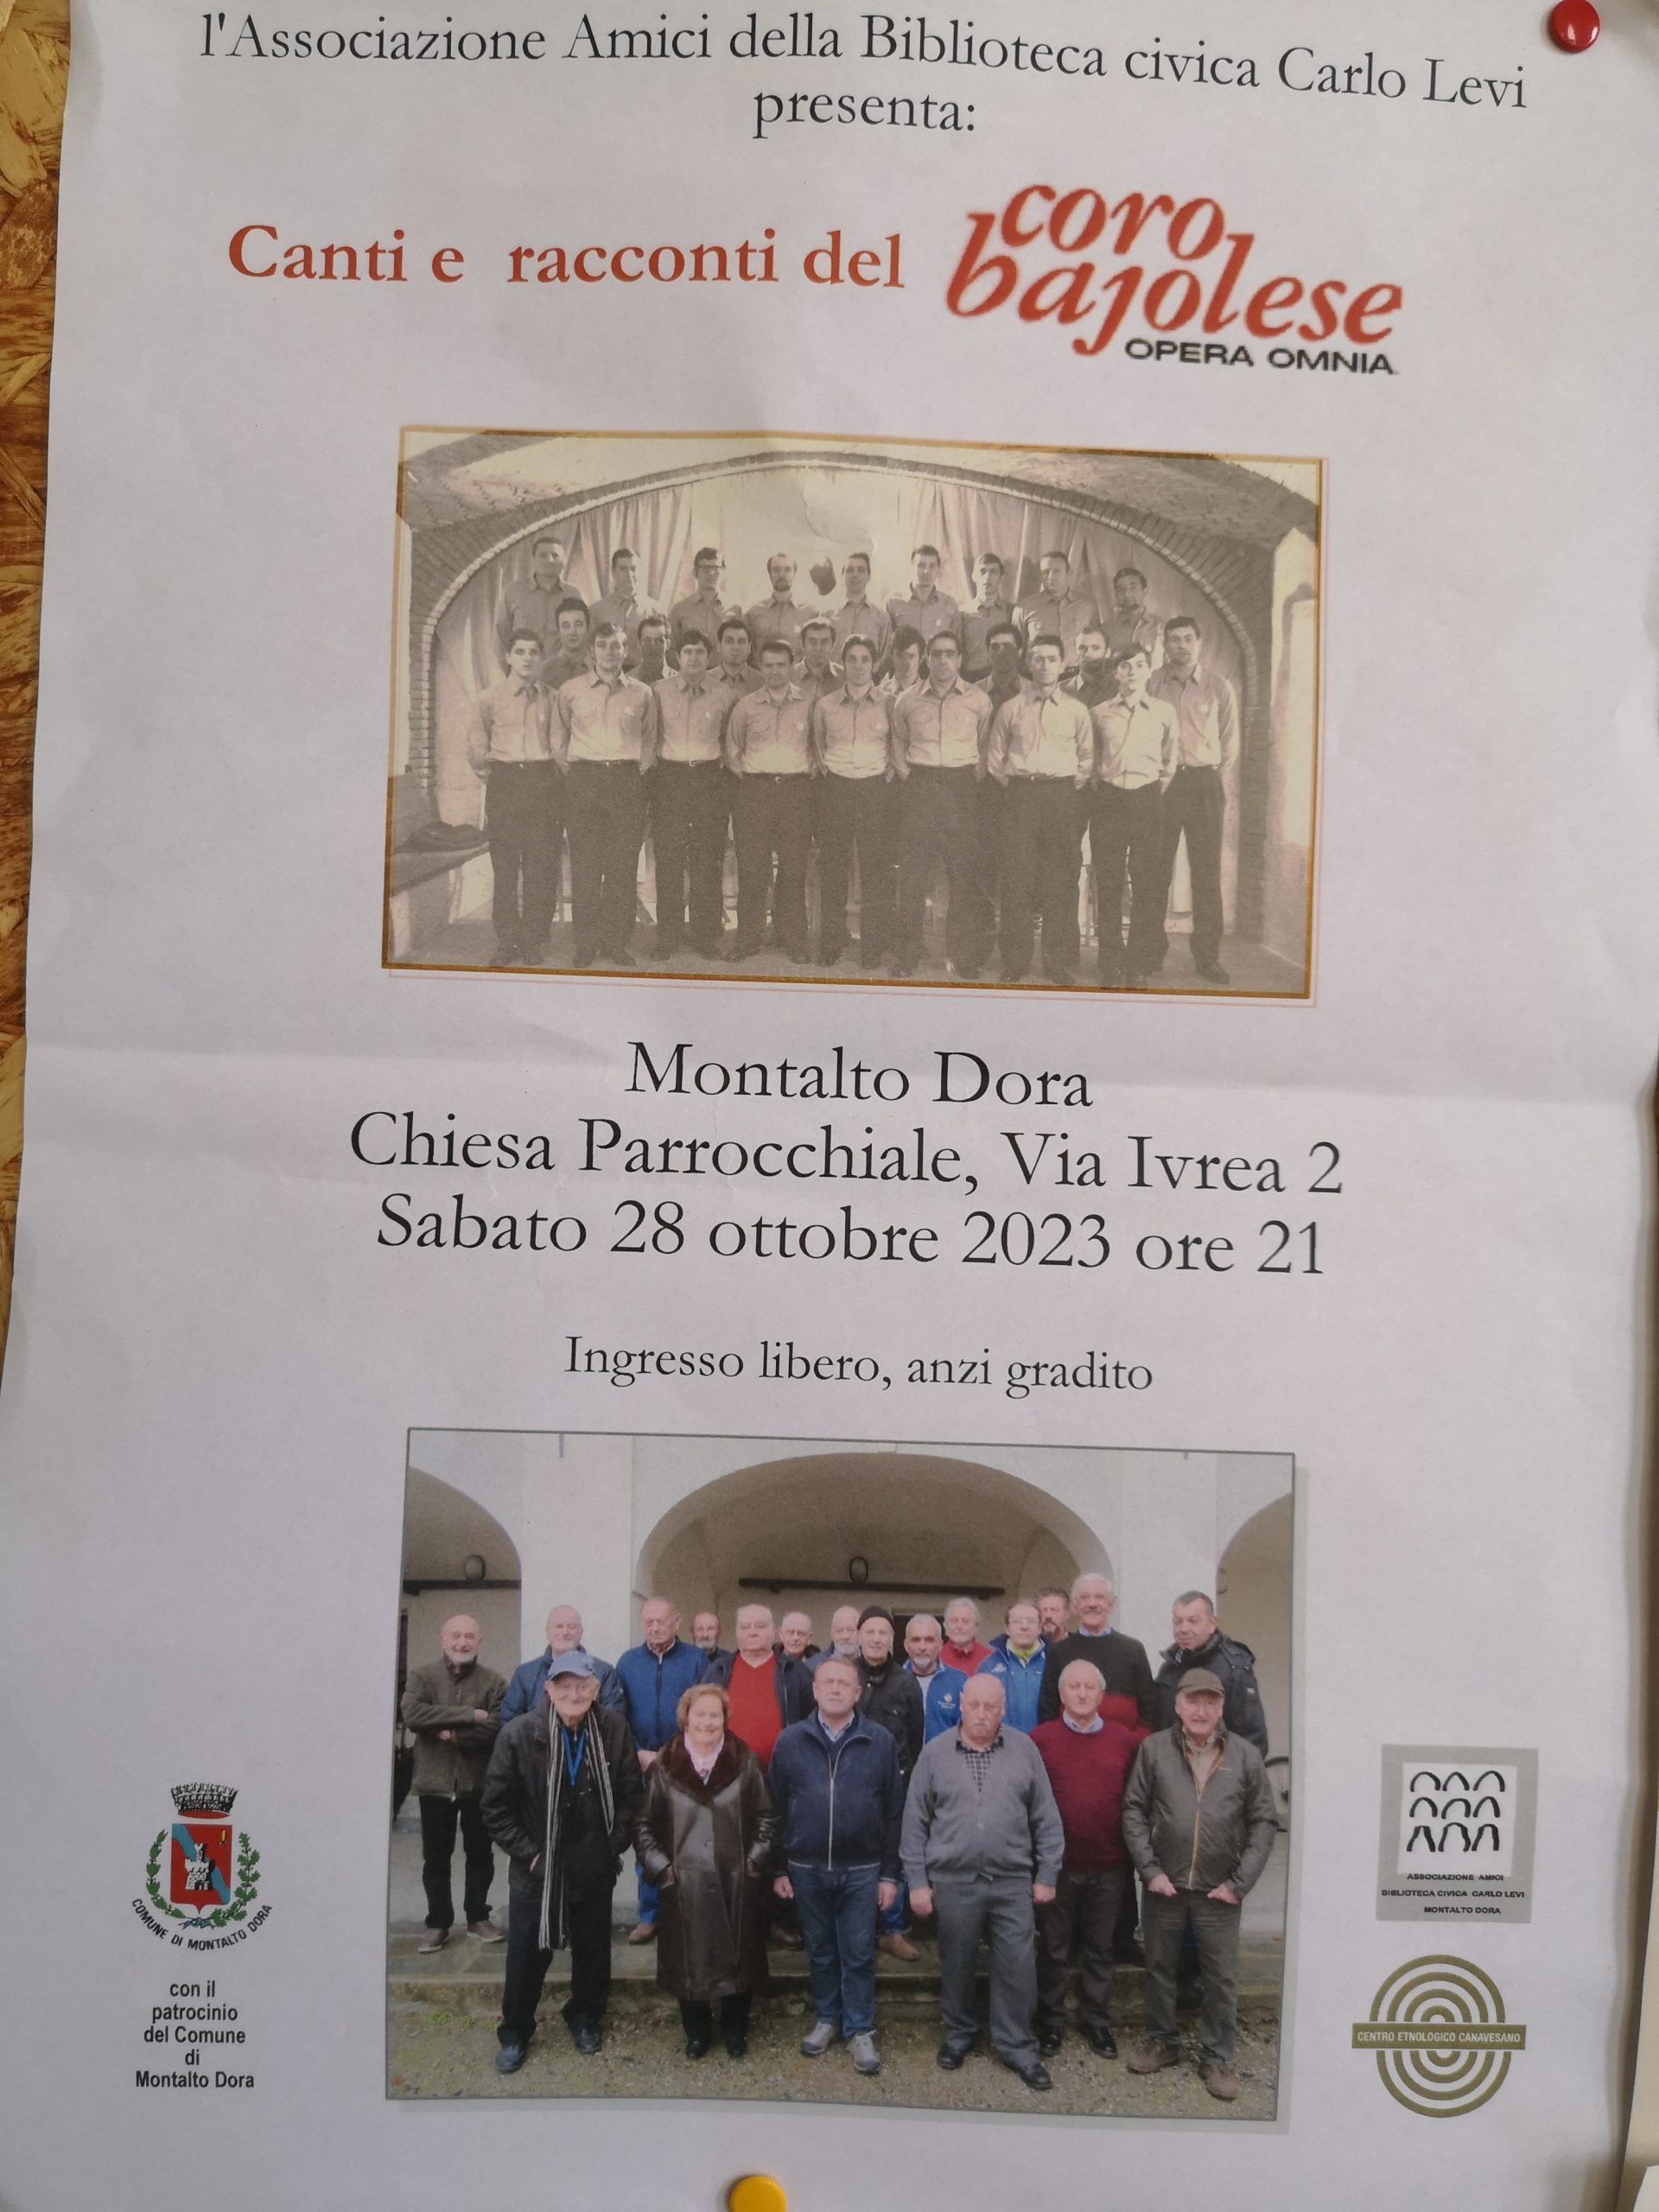 l'Associazione Amici della Biblioteca civica Carlo Levi
presenta:
Canti e racconti del
coro
bajolese
OPERA OMNIA
Montalto Dora
Chiesa Parrocchiale, Via Ivrea 2
Sabato 28 ottobre 2023 ore 21
Ingresso libero, anzi gradito
COMUNE DI MONTALTO DORA
con il
patrocinio
del Comune
di
Montalto Dora
ASSOCIAZIONE AMICI
BIBLIOTECA CIVICA CARLO LEVI
MONTALTO DORA
CENTRO ETNOLOGICO CANAVESANO